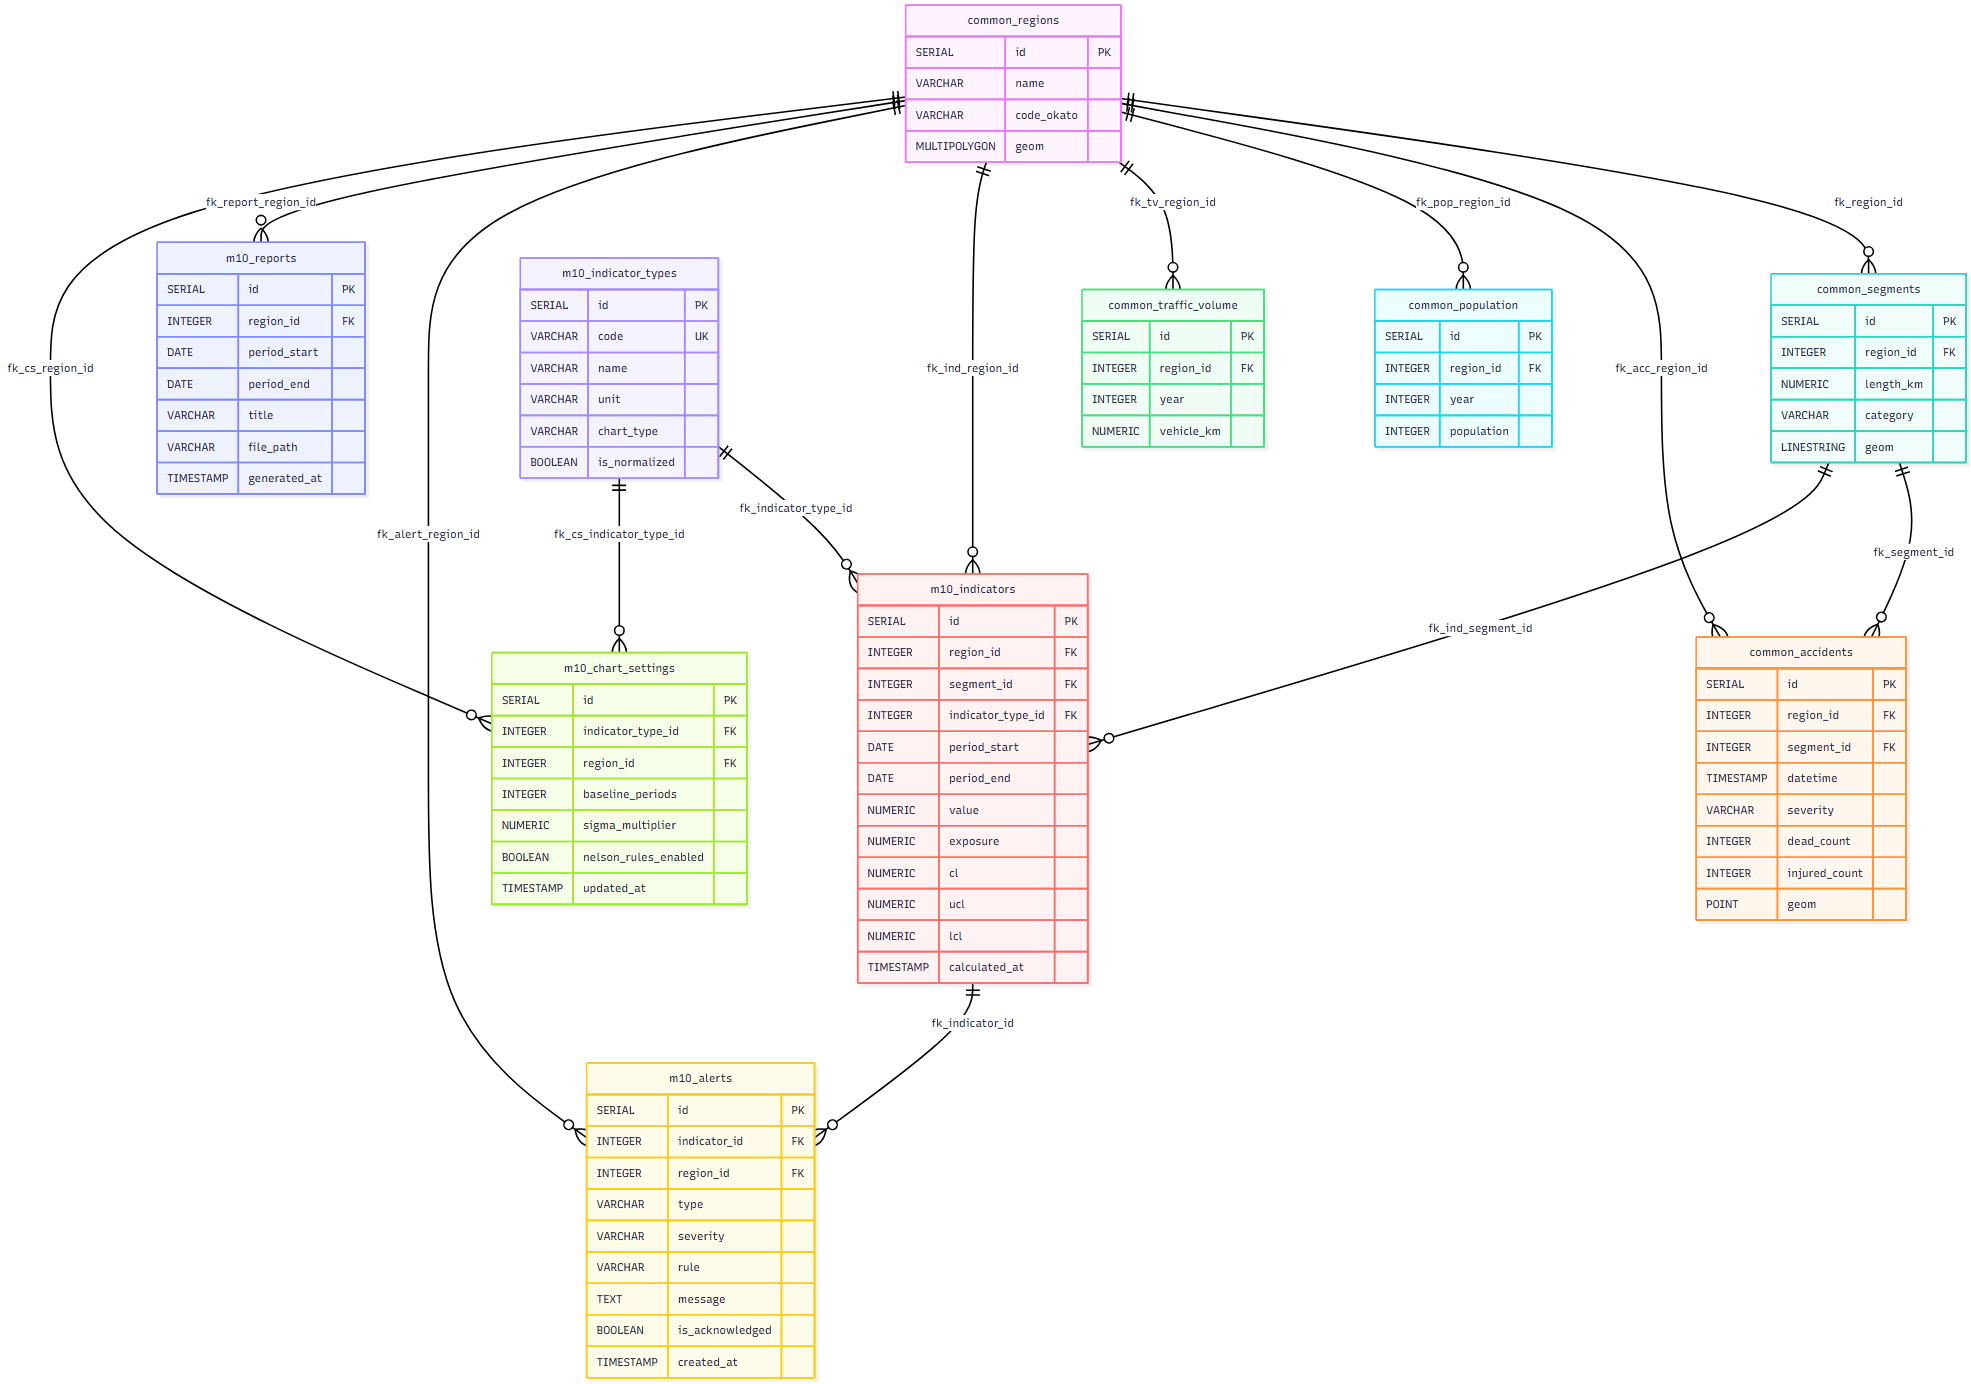 common_regions
SERIAL id PK
VARCHAR name
VARCHAR code_okato
MULTIPOLYGON geom
fk_report_region_id
fk_tv_region_id
fk_pop_region_id
fk_region_id
m10_reports
SERIAL id PK
INTEGER region_id FK
DATE period_start
DATE period_end
VARCHAR title
VARCHAR file_path
TIMESTAMP generated_at
m10_indicator_types
SERIAL id PK
VARCHAR code UK
VARCHAR name
VARCHAR unit
VARCHAR chart_type
BOOLEAN is_normalized
common_traffic_volume
SERIAL id PK
INTEGER region_id FK
INTEGER year
NUMERIC vehicle_km
common_population
SERIAL id PK
INTEGER region_id FK
INTEGER year
INTEGER population
common_segments
SERIAL id PK
INTEGER region_id FK
NUMERIC length_km
VARCHAR category
LINESTRING geom
fk_cs_region_id
fk_ind_region_id
fk_acc_region_id
fk_alert_region_id
fk_cs_indicator_type_id
fk_indicator_type_id
fk_segment_id
fk_ind_segment_id
m10_chart_settings
SERIAL id PK
INTEGER indicator_type_id FK
INTEGER region_id FK
INTEGER baseline_periods
NUMERIC sigma_multiplier
BOOLEAN nelson_rules_enabled
TIMESTAMP updated_at
m10_indicators
SERIAL id PK
INTEGER region_id FK
INTEGER segment_id FK
INTEGER indicator_type_id FK
DATE period_start
DATE period_end
NUMERIC value
NUMERIC exposure
NUMERIC cl
NUMERIC ucl
NUMERIC lcl
TIMESTAMP calculated_at
common_accidents
SERIAL id PK
INTEGER region_id FK
INTEGER segment_id FK
TIMESTAMP datetime
VARCHAR severity
INTEGER dead_count
INTEGER injured_count
POINT geom
fk_indicator_id
m10_alerts
SERIAL id PK
INTEGER indicator_id FK
INTEGER region_id FK
VARCHAR type
VARCHAR severity
VARCHAR rule
TEXT message
BOOLEAN is_acknowledged
TIMESTAMP created_at